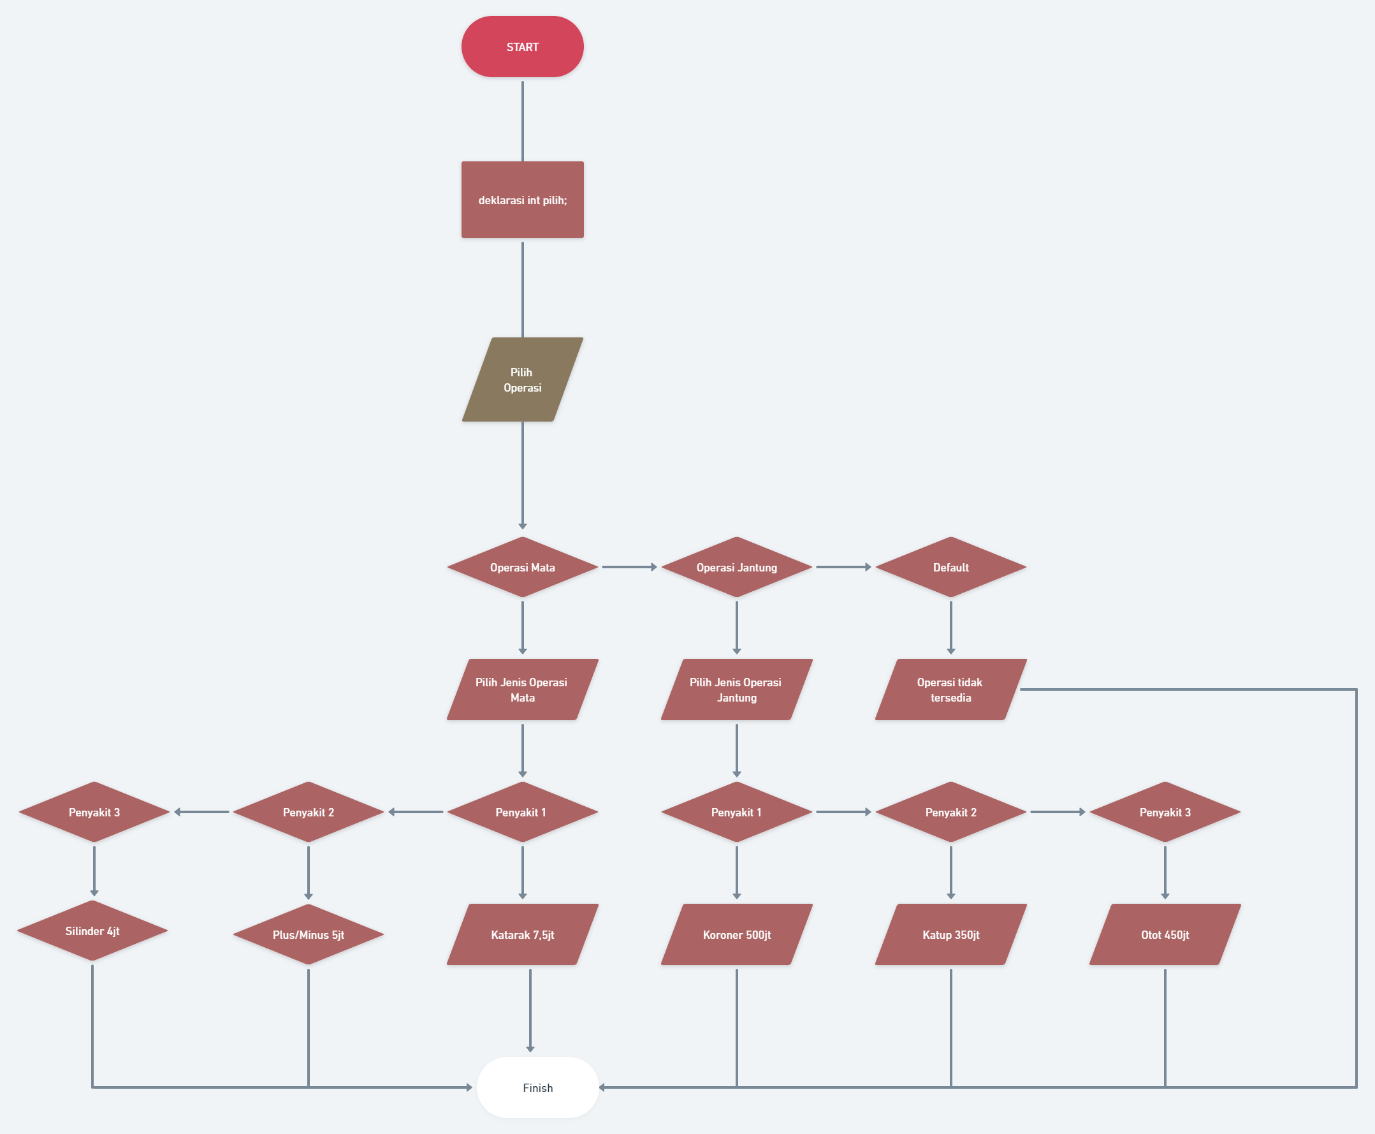 START
deklarasi int pilih;
Pilih
Operasi
Operasi Mata
Operasi Jantung
Default
Pilih Jenis Operasi
Mata
Pilih Jenis Operasi
Jantung
Operasi tidak
tersedia
Penyakit 3
Penyakit 2
Penyakit 1
Penyakit 1
Penyakit 2
Penyakit 3
Silinder 4jt
Plus/Minus 5jt
Katarak 7,5jt
Koroner 500jt
Katup 350jt
Otot 450jt
Finish